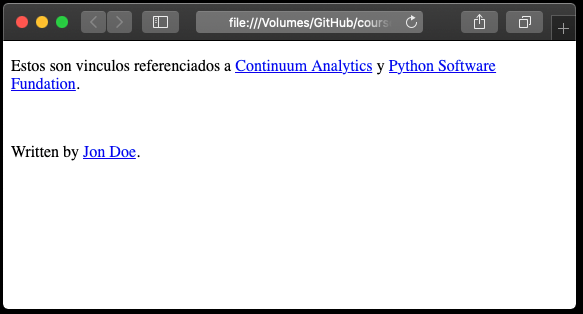 file:///Volumes/GitHub/cours
Estos son vinculos referenciados a Continuum Analytics y Python Software
Fundation.
Written by Jon Doe.